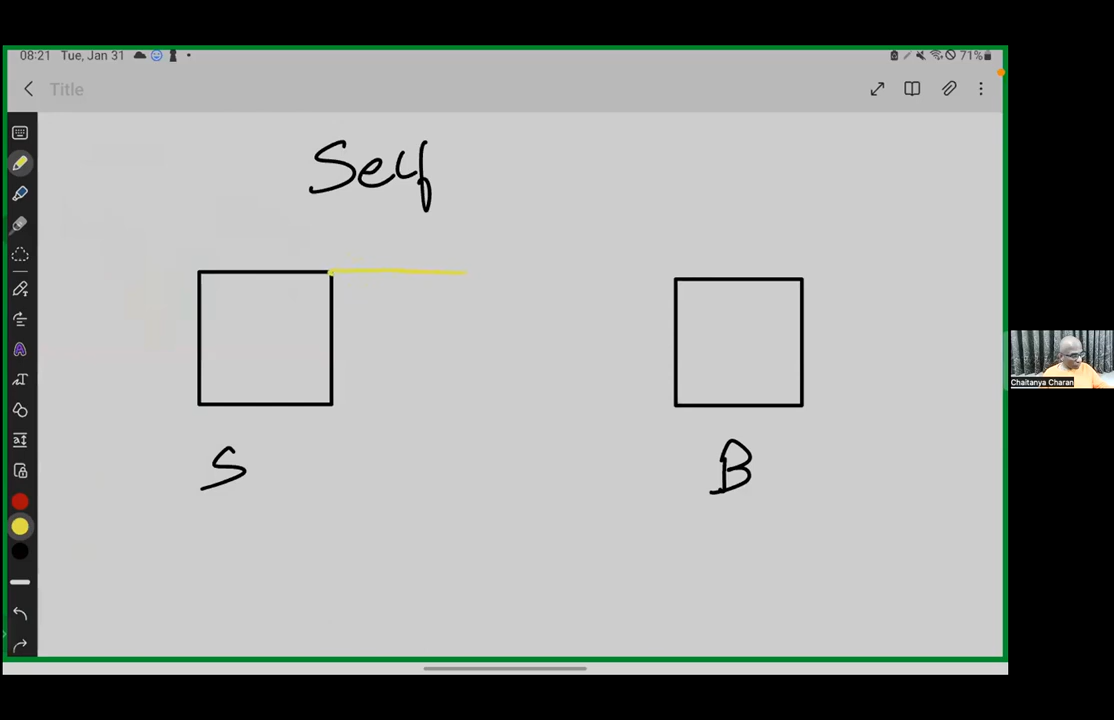 08:21 Tue, Jan 31 71%
Title
Self
S B
Chaitanya Charan